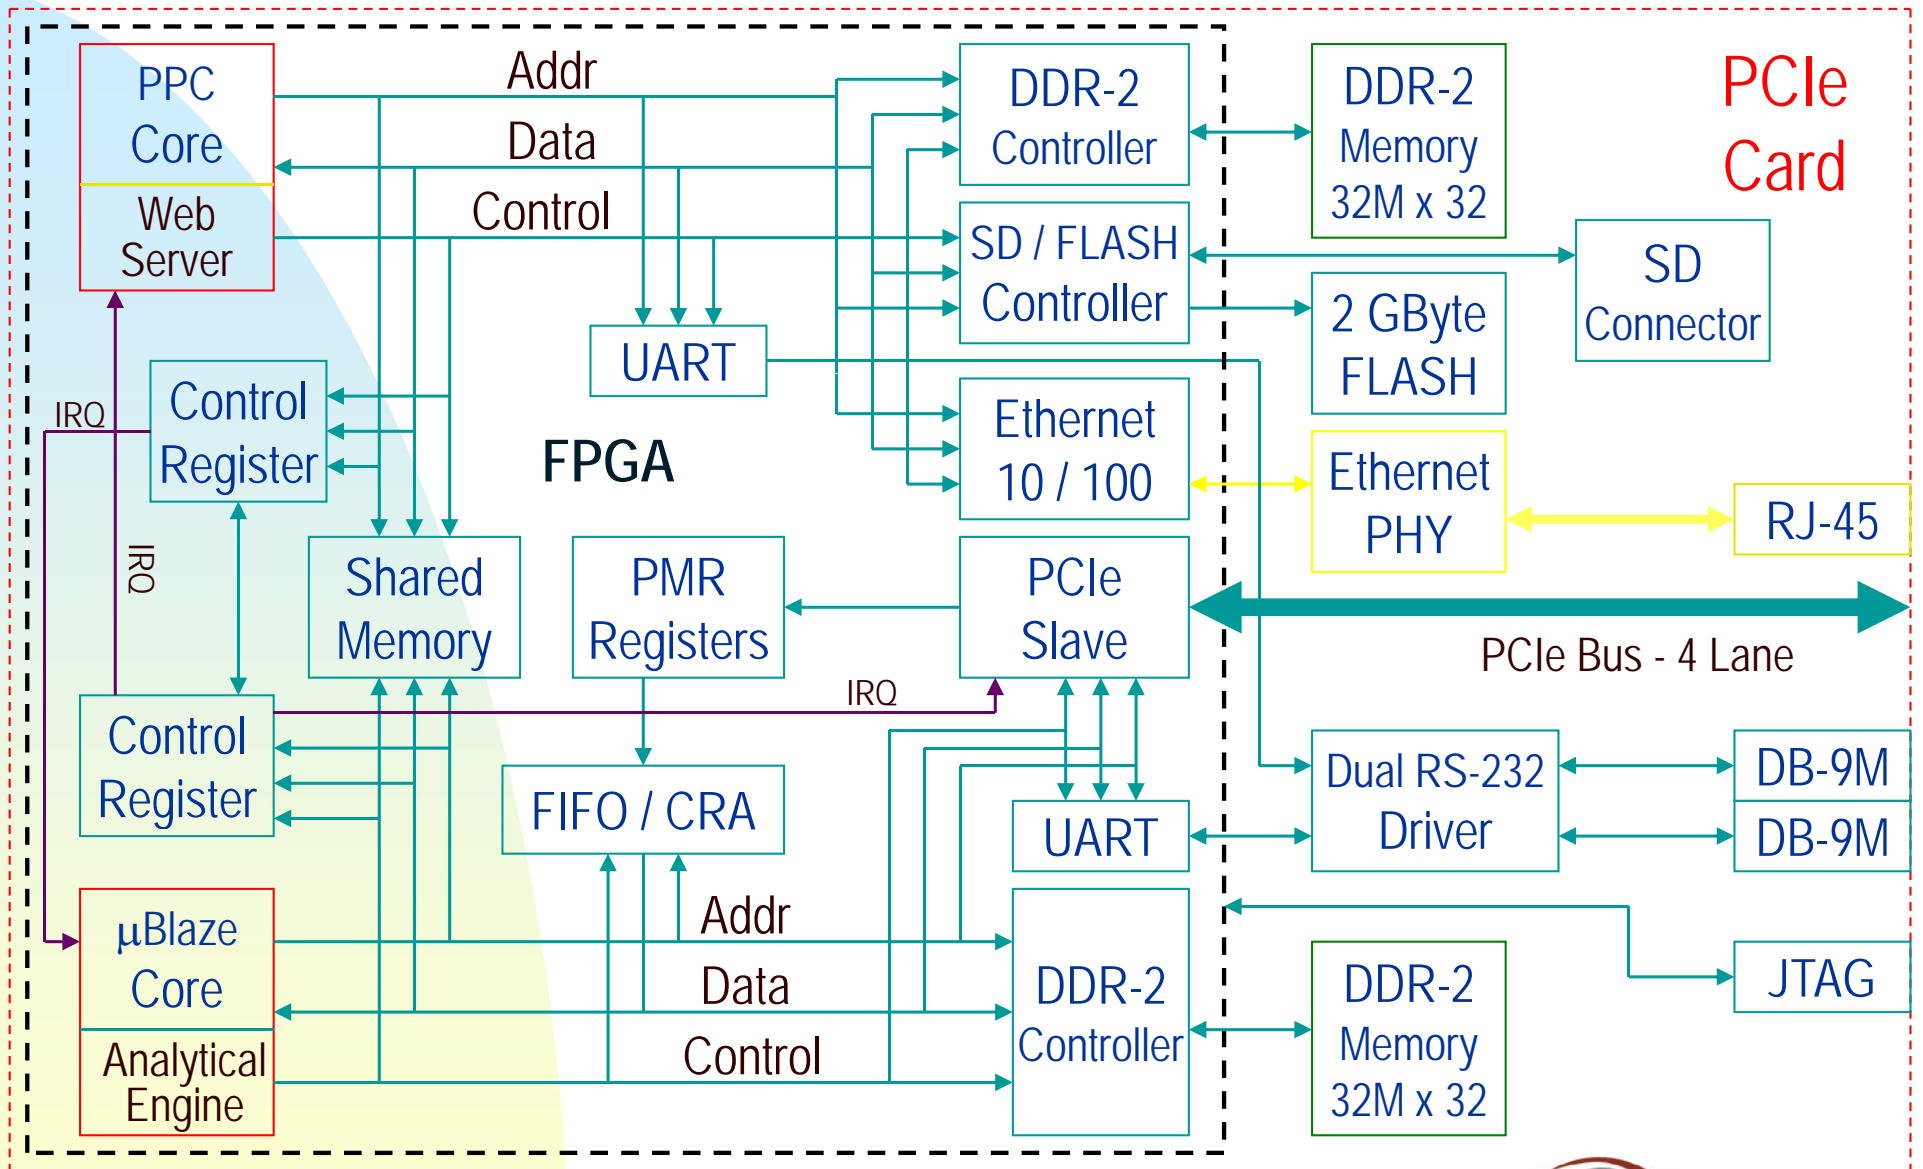 PPC
Core
Web
Server
Addr
Data
Control
DDR-2
Controller
DDR-2
Memory
32M x 32
PCIe
Card
SD / FLASH
Controller
SD
Connector
2 GByte
FLASH
UART
Control
Register
IRQ
IRQ
FPGA
Ethernet
10 / 100
Ethernet
PHY
RJ-45
Shared
Memory
PMR
Registers
PCIe
Slave
PCIe Bus - 4 Lane
IRQ
Control
Register
FIFO / CRA
UART
Dual RS-232
Driver
DB-9M
DB-9M
µBlaze
Core
Analytical
Engine
Addr
Data
Control
DDR-2
Controller
DDR-2
Memory
32M x 32
JTAG